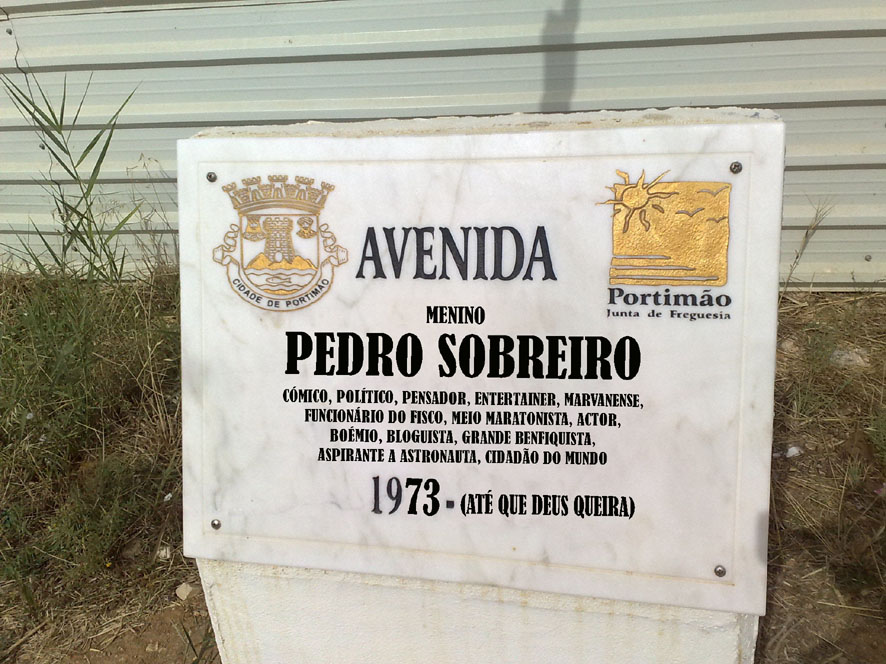 AVENIDA
CIDADE DE PORTIMÃO
Portimão
Junta de Freguesia
MENINO
PEDRO SOBREIRO
CÓMICO, POLÍTICO, PENSADOR, ENTERTAINER, MARVANENSE,
FUNCIONÁRIO DO FISCO, MEIO MARATONISTA, ACTOR,
BOÉMIO, BLOGUISTA, GRANDE BENFIQUISTA,
ASPIRANTE A ASTRONAUTA, CIDADÃO DO MUNDO
1973 - (ATÉ QUE DEUS QUEIRA)